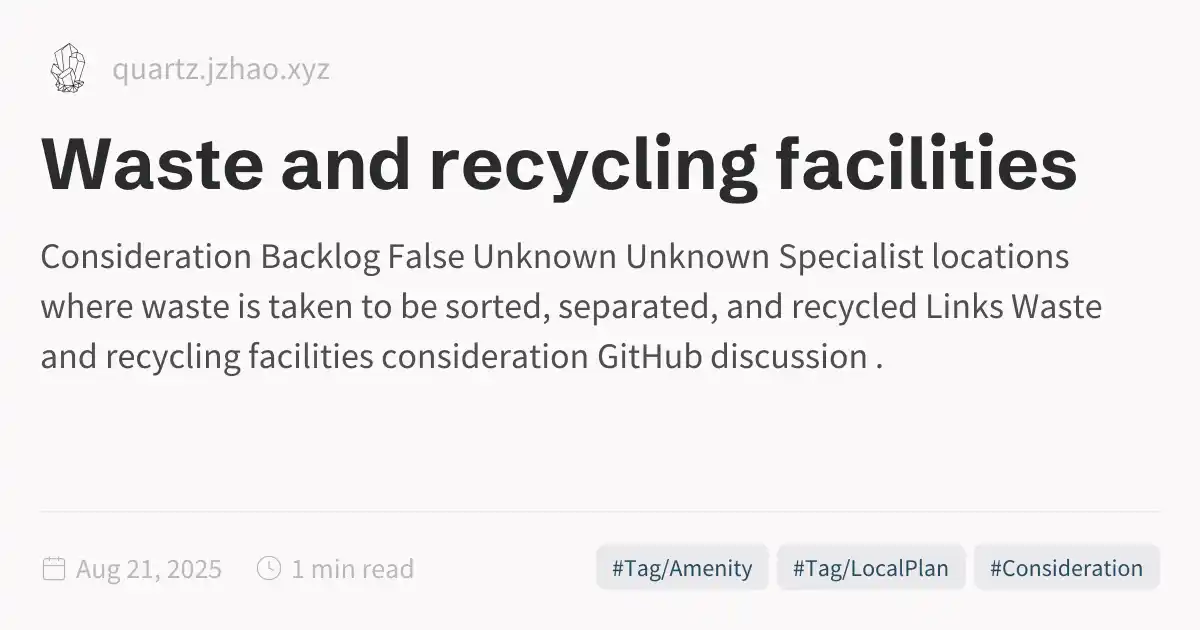 quartz.jzhao.xyz
Waste and recycling facilities
Consideration Backlog False Unknown Unknown Specialist locations
where waste is taken to be sorted, separated, and recycled Links Waste
and recycling facilities consideration GitHub discussion .
Aug 21, 2025 1 min read #Tag/Amenity #Tag/LocalPlan #Consideration